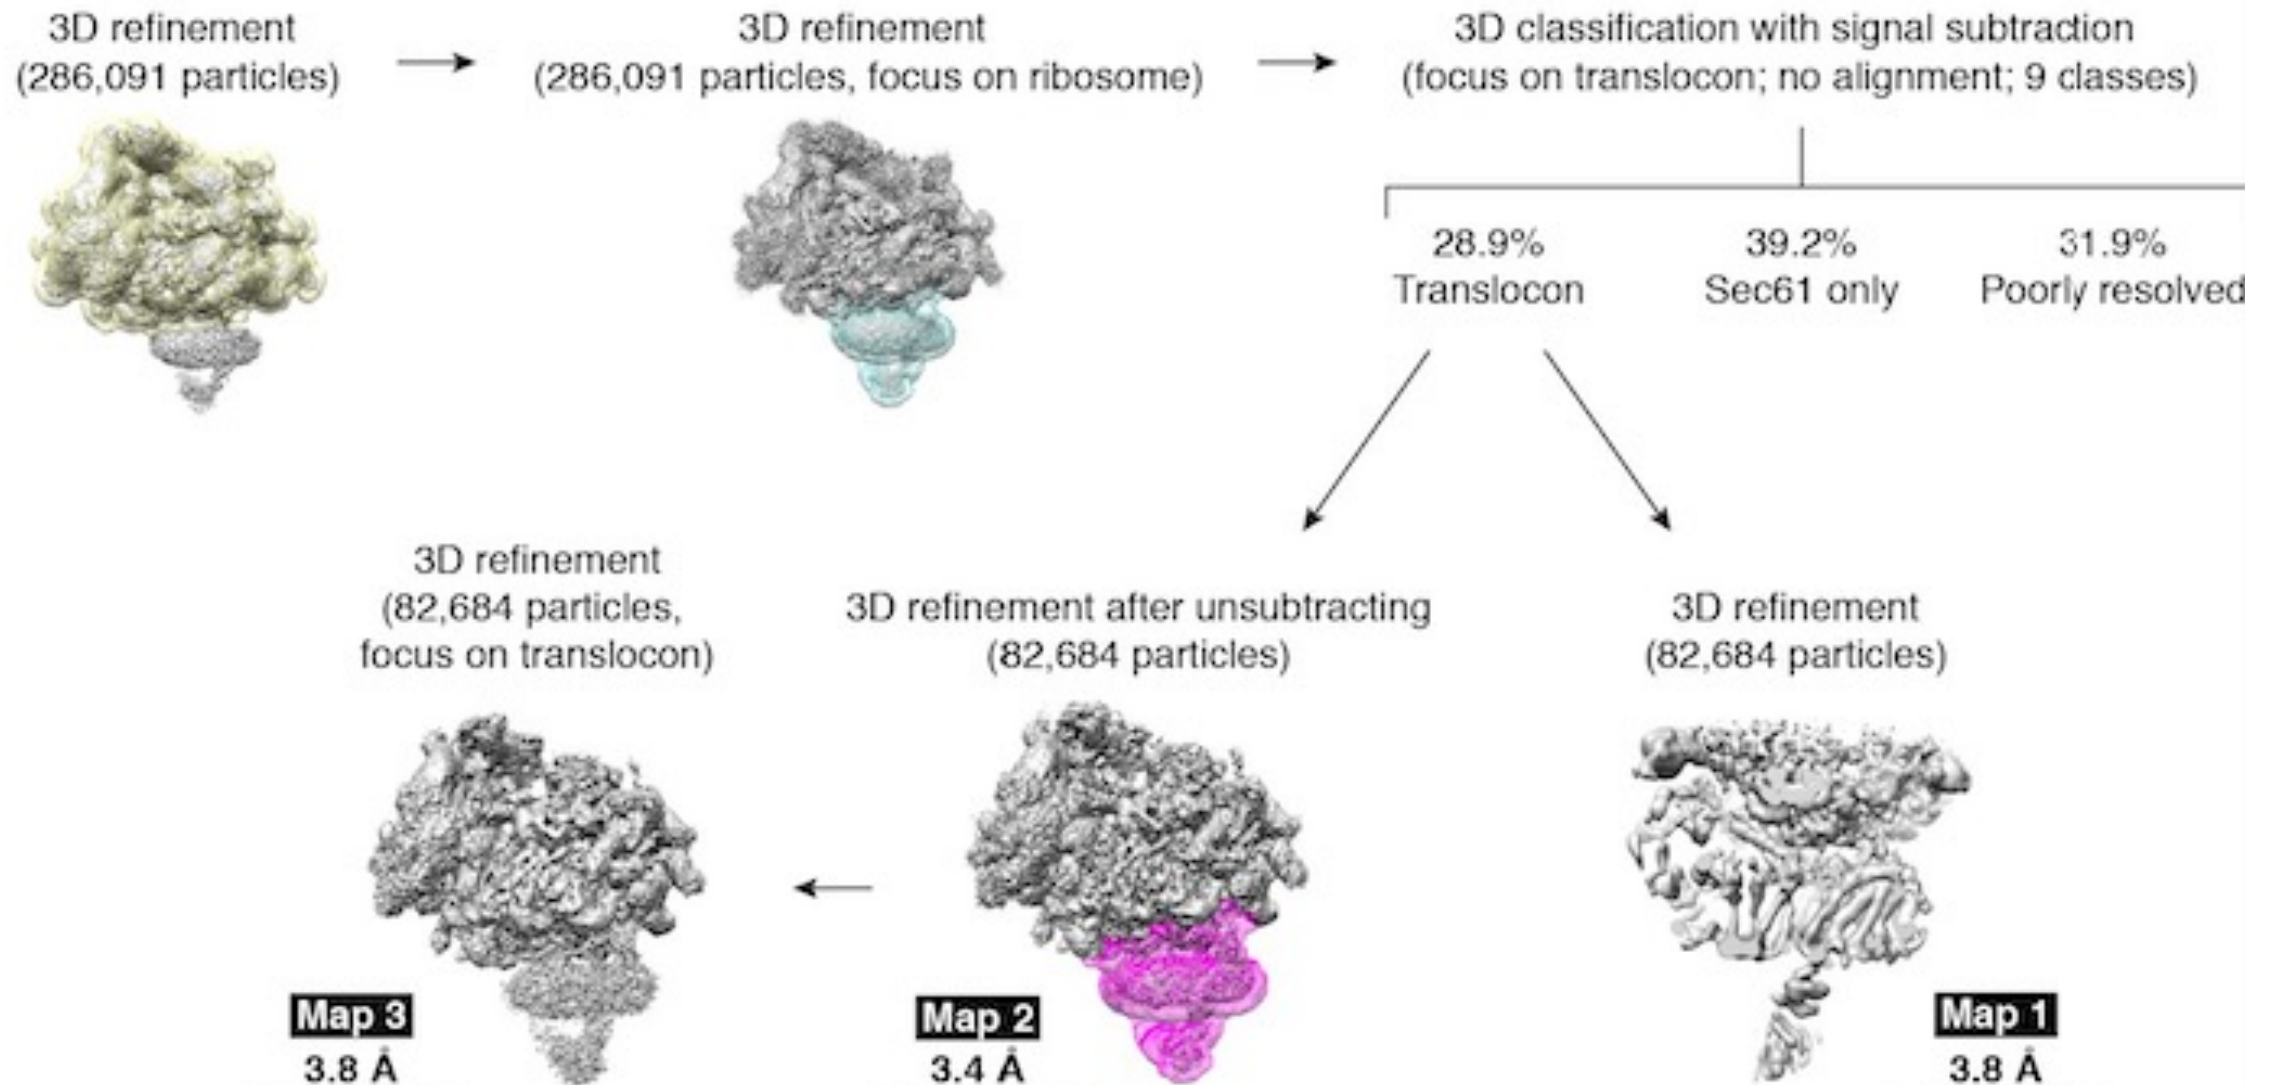 3D refinement
(286,091 particles)
3D refinement
(286,091 particles, focus on ribosome)
3D classification with signal subtraction
(focus on translocon; no alignment; 9 classes)
28.9%
Translocon
39.2%
Sec61 only
31.9%
Poorly resolved
3D refinement
(82,684 particles,
focus on translocon)
3D refinement after unsubtracting
(82,684 particles)
3D refinement
(82,684 particles)
Map 3
3.8 Å
Map 2
3.4 Å
Map 1
3.8 Å